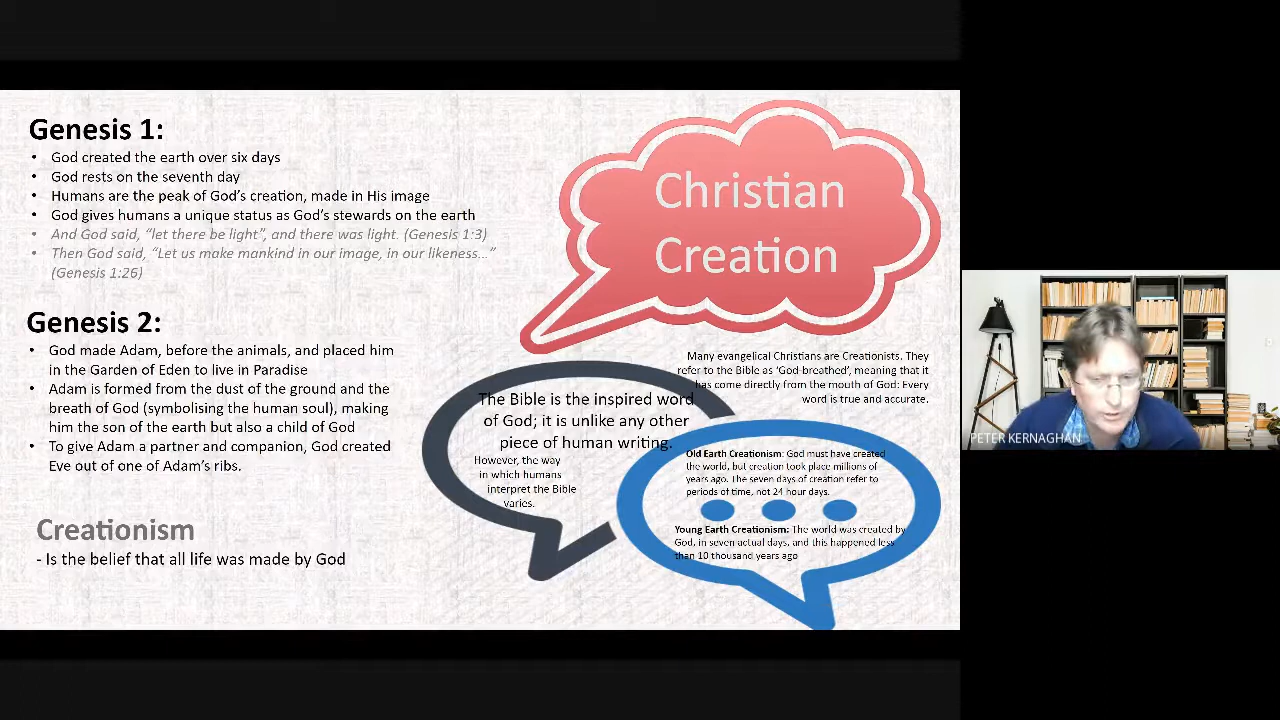 Genesis 1:
• God created the earth over six days
• God rests on the seventh day
• Humans are the peak of God's creation, made in His image
• God gives humans a unique status as God's stewards on the earth
• And God said, “let there be light”, and there was light. (Genesis 1:3)
• Then God said, “Let us make mankind in our image, in our likeness…”
(Genesis 1:26)
Genesis 2:
• God made Adam, before the animals, and placed him
in the Garden of Eden to live in Paradise
• Adam is formed from the dust of the ground and the
breath of God (symbolising the human soul), making
him the son of the earth but also a child of God
• To give Adam a partner and companion, God created
Eve out of one of Adam's ribs.
Creationism
- Is the belief that all life was made by God
Christian
Creation
Many evangelical Christians are Creationists. They
refer to the Bible as ‘God-breathed’, meaning that it
has come directly from the mouth of God: Every
word is true and accurate.
The Bible is the inspired word
of God; it is unlike any other
piece of human writing.
However, the way
in which humans
interpret the Bible
varies.
Old Earth Creationism: God must have created
the world, but creation took place millions of
years ago. The seven days of creation refer to
periods of time, not 24 hour days.
Young Earth Creationism: The world was created by
God, in seven actual days, and this happened less
than 10 thousand years ago
PETER KERNAGHAN